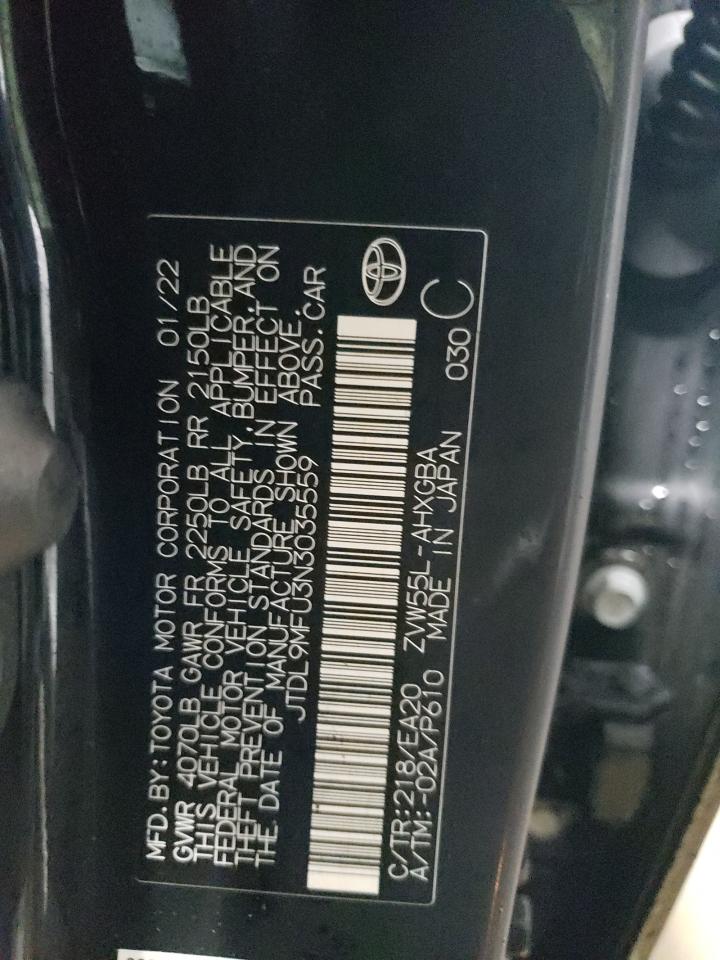 MFD. BY: TOYOTA MOTOR CORPORATION 01/22
GVWR 4070LB GAWR FR 2250LB RR 2150LB
THIS VEHICLE CONFORMS TO ALL APPLICABLE
FEDERAL MOTOR VEHICLE SAFETY, BUMPER, AND
THEFT PREVENTION STANDARDS IN EFFECT ON
THE DATE OF MANUFACTURE SHOWN ABOVE.
JTDL9MFU3N3035559 PASS. CAR
C/TR:218/EA20 ZVW55L-AHXGBA 030 C
A/TM:-02A/P610 MADE IN JAPAN